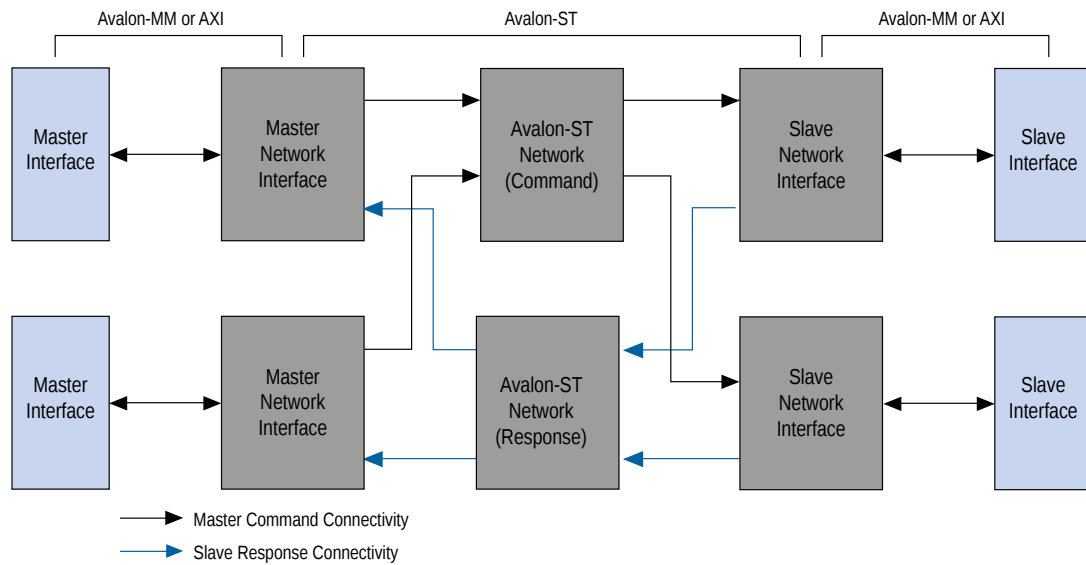 Avalon-MM or AXI
Avalon-ST
Avalon-MM or AXI
Master
Interface
Master
Network
Interface
Avalon-ST
Network
(Command)
Slave
Network
Interface
Slave
Interface
Master
Interface
Master
Network
Interface
Avalon-ST
Network
(Response)
Slave
Network
Interface
Slave
Interface
Master Command Connectivity
Slave Response Connectivity